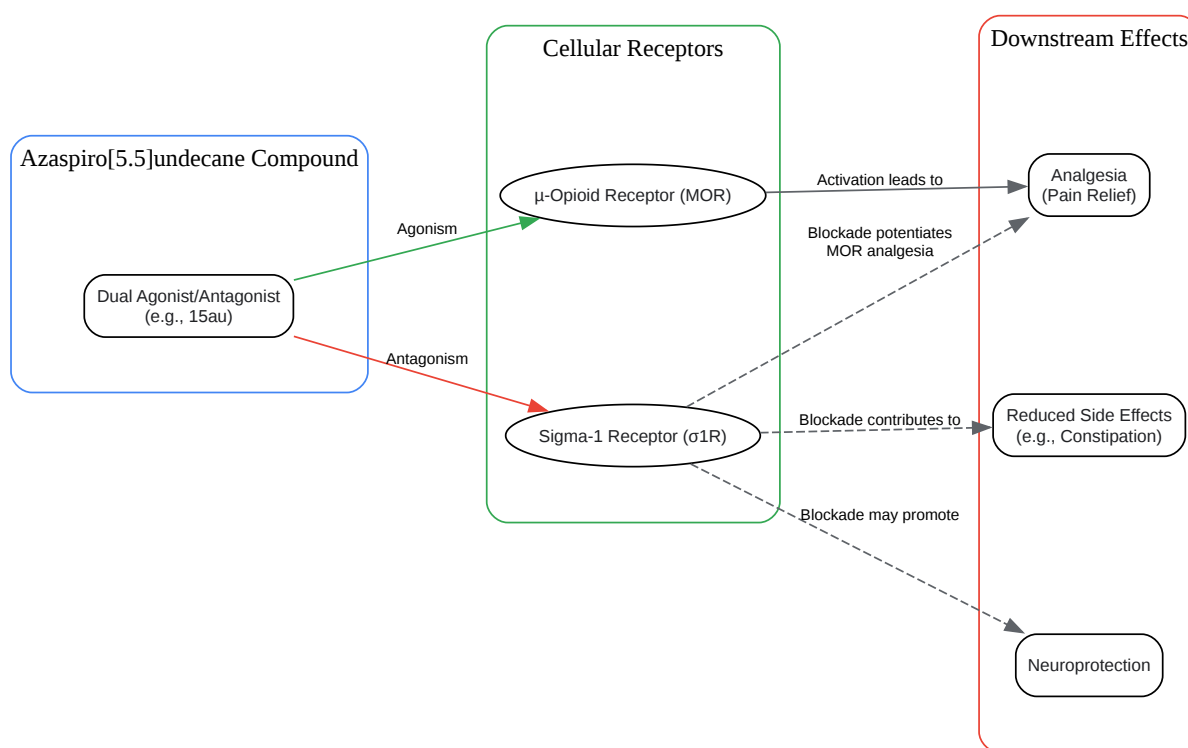 Azaspiro[5.5]undecane Compound
Dual Agonist/Antagonist
(e.g., 15au)
Agonism
Antagonism
Cellular Receptors
µ-Opioid Receptor (MOR)
Sigma-1 Receptor (σ1R)
Activation leads to
Blockade potentiates
MOR analgesia
Blockade contributes to
Blockade may promote
Downstream Effects
Analgesia
(Pain Relief)
Reduced Side Effects
(e.g., Constipation)
Neuroprotection